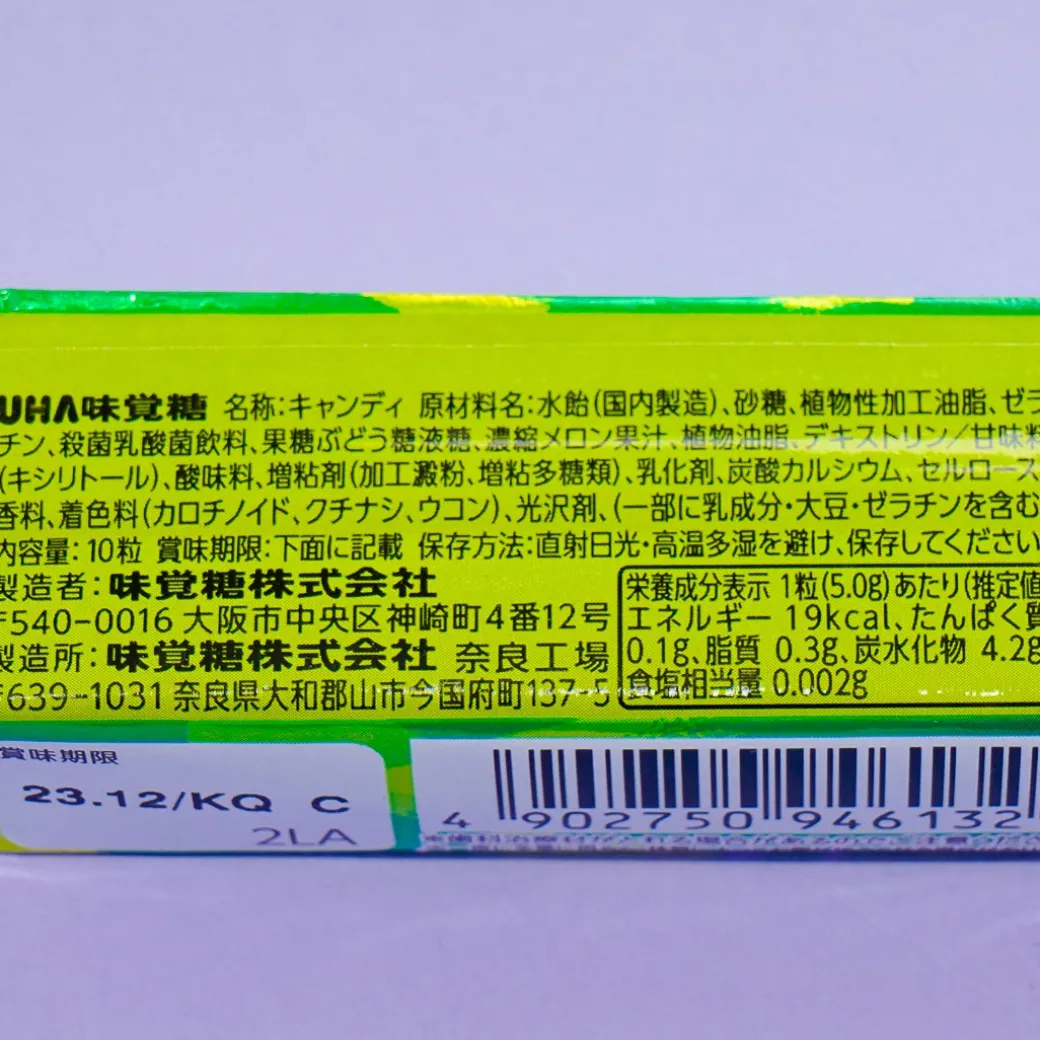 UHA味覚糖 名称:キャンディ 原材料名:水飴(国内製造)、砂糖、植物性加工油脂、ゼラ
チン、殺菌乳酸菌飲料、果糖ぶどう糖液糖、濃縮メロン果汁、植物油脂、デキストリン/甘味料
(キシリトール)、酸味料、増粘剤(加工澱粉、増粘多糖類)、乳化剤、炭酸カルシウム、セルロース、
香料、着色料(カロチノイド、クチナシ、ウコン)、光沢剤、(一部に乳成分・大豆・ゼラチンを含む
内容量:10粒 賞味期限:下面に記載 保存方法:直射日光・高温多湿を避け、保存してください
製造者:味覚糖株式会社
〒540-0016 大阪市中央区神崎町4番12号
製造所:味覚糖株式会社 奈良工場
〒639-1031 奈良県大和郡山市今国府町137-5
栄養成分表示 1粒(5.0g)あたり(推定値
エネルギー 19kcal、たんぱく質
0.1g、脂質 0.3g、炭水化物 4.2g
食塩相当量 0.002g
賞味期限
23.12/KQ C
2LA
4 902750 946132